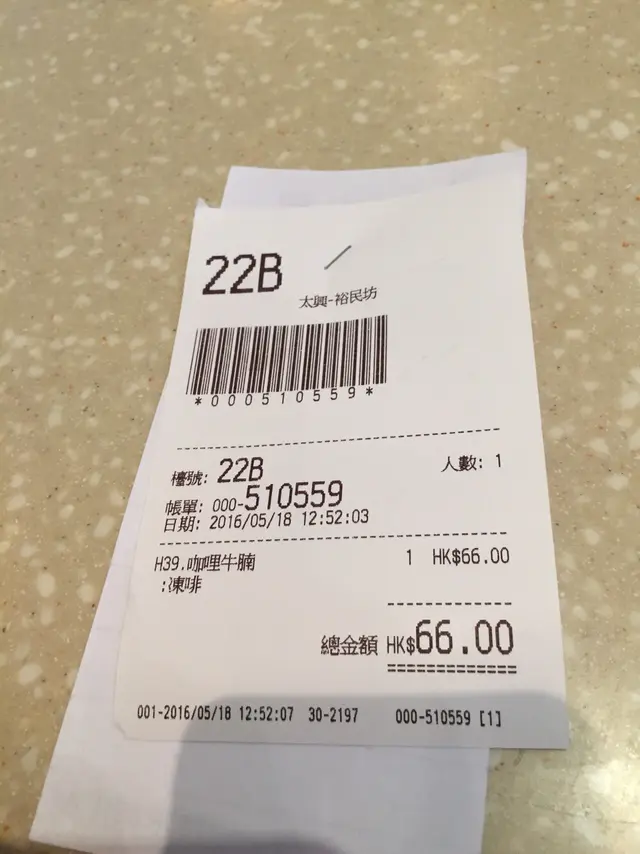 22B
太興-裕民坊
*000510559*
檯號: 22B
人數: 1
帳單: 000-510559
日期: 2016/05/18 12:52:03
H39.咖哩牛腩 1 HK$66.00
:凍啡
總金額 HK$66.00
001-2016/05/18 12:52:07 30-2197 000-510559 [1]